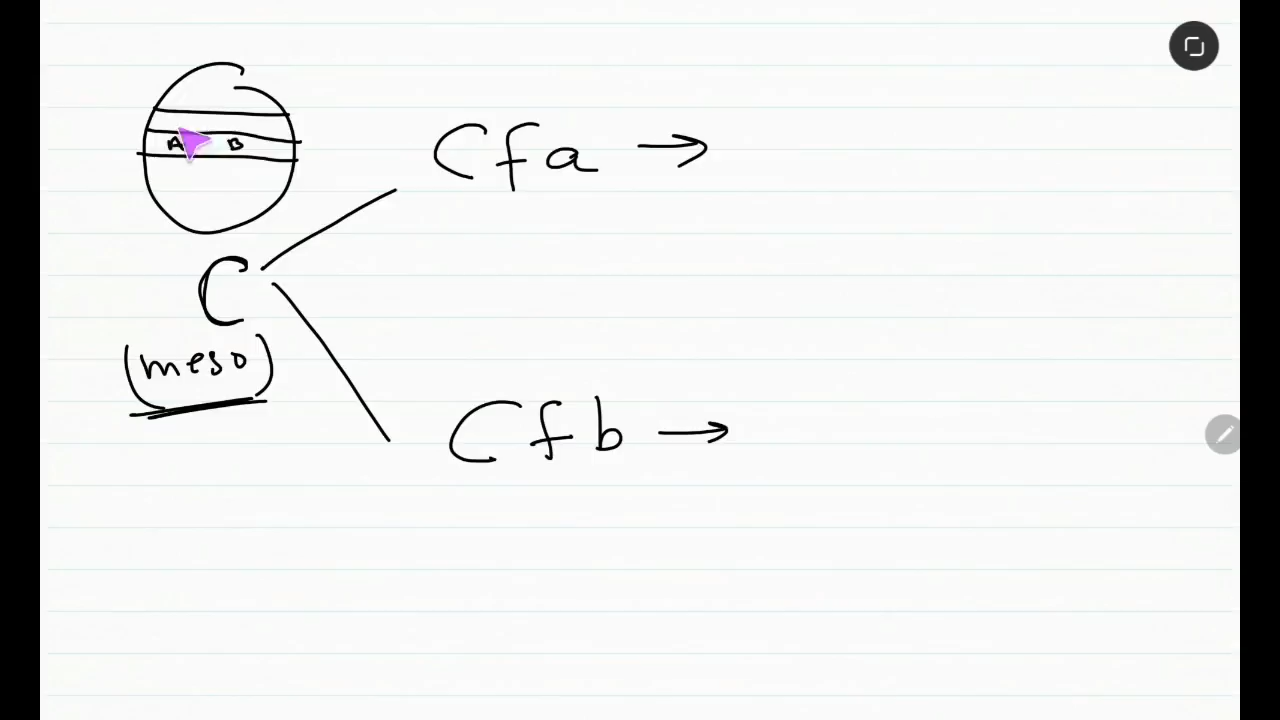 A B
Cfa →
C
(meso)
Cfb →